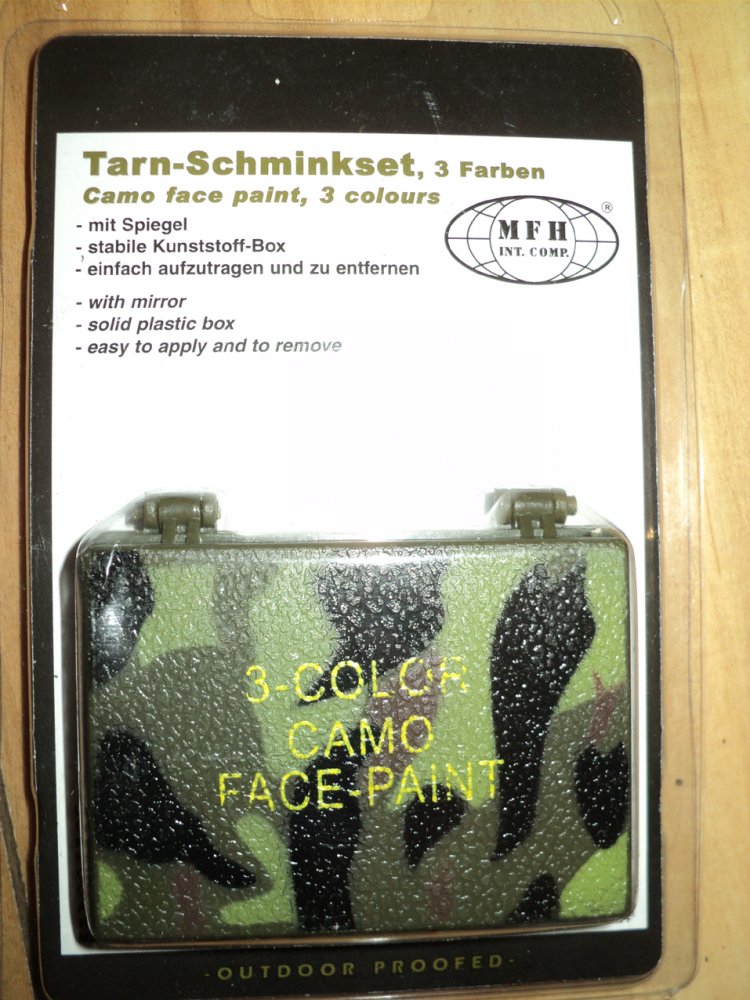 Tarn-Schminkset, 3 Farben
Camo face paint, 3 colours
- mit Spiegel
- stabile Kunststoff-Box
- einfach aufzutragen und zu entfernen
- with mirror
- solid plastic box
- easy to apply and to remove
®
MFH
INT. COMP.
3-COLOR
CAMO
FACE-PAINT
·OUTDOOR PROOFED·